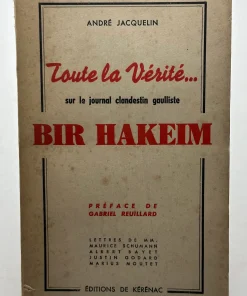 ANDRÉ JACQUELIN
Toute la Vérité...
sur le journal clandestin gaulliste
BIR HAKEIM
PRÉFACE DE
GABRIEL REUILLARD
LETTRES DE MM.
MAURICE SCHUMANN
ALBERT BAYET
JUSTIN GODARD
MARIUS MOUTET
ÉDITIONS DE KÉRÉNAC